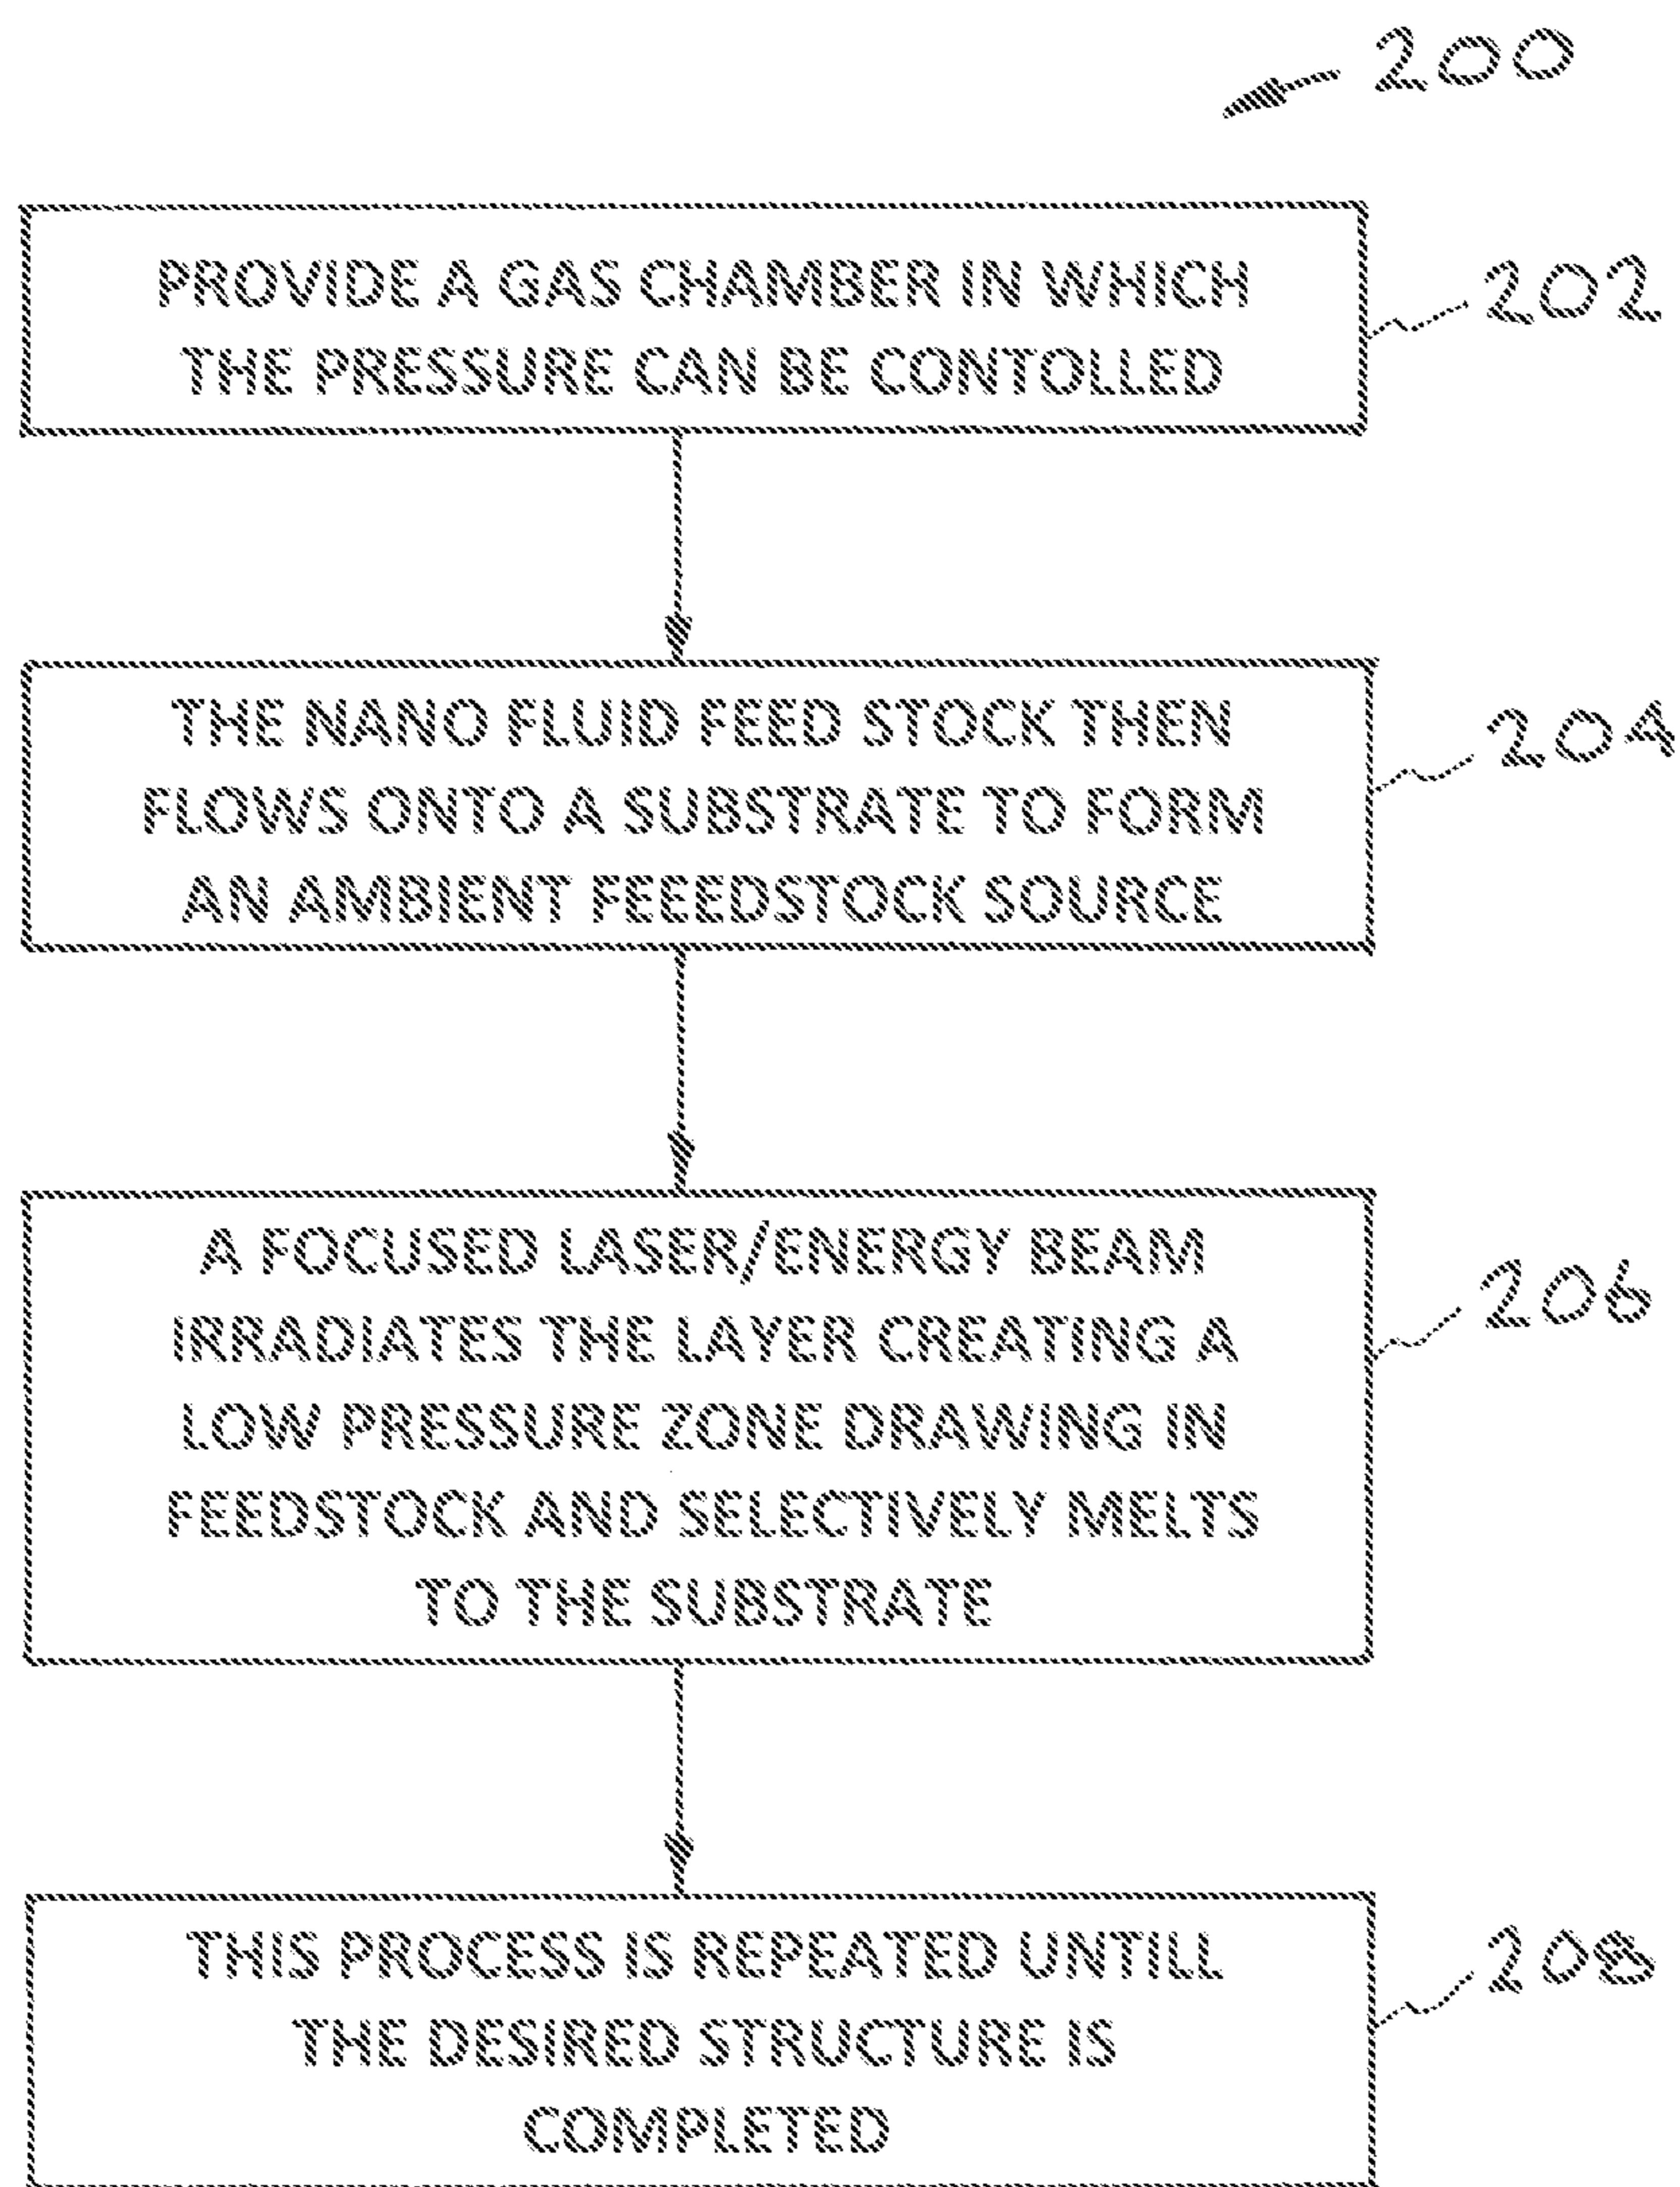 200
PROVIDE A GAS CHAMBER IN WHICH
THE PRESSURE CAN BE CONTOLLED
202
THE NANO FLUID FEED STOCK THEN
FLOWS ONTO A SUBSTRATE TO FORM
AN AMBIENT FEEEDSTOCK SOURCE
204
A FOCUSED LASER/ENERGY BEAM
IRRADIATES THE LAYER CREATING A
LOW PRESSURE ZONE DRAWING IN
FEEDSTOCK AND SELECTIVELY MELTS
TO THE SUBSTRATE
206
THIS PROCESS IS REPEATED UNTILL
THE DESIRED STRUCTURE IS
COMPLETED
208